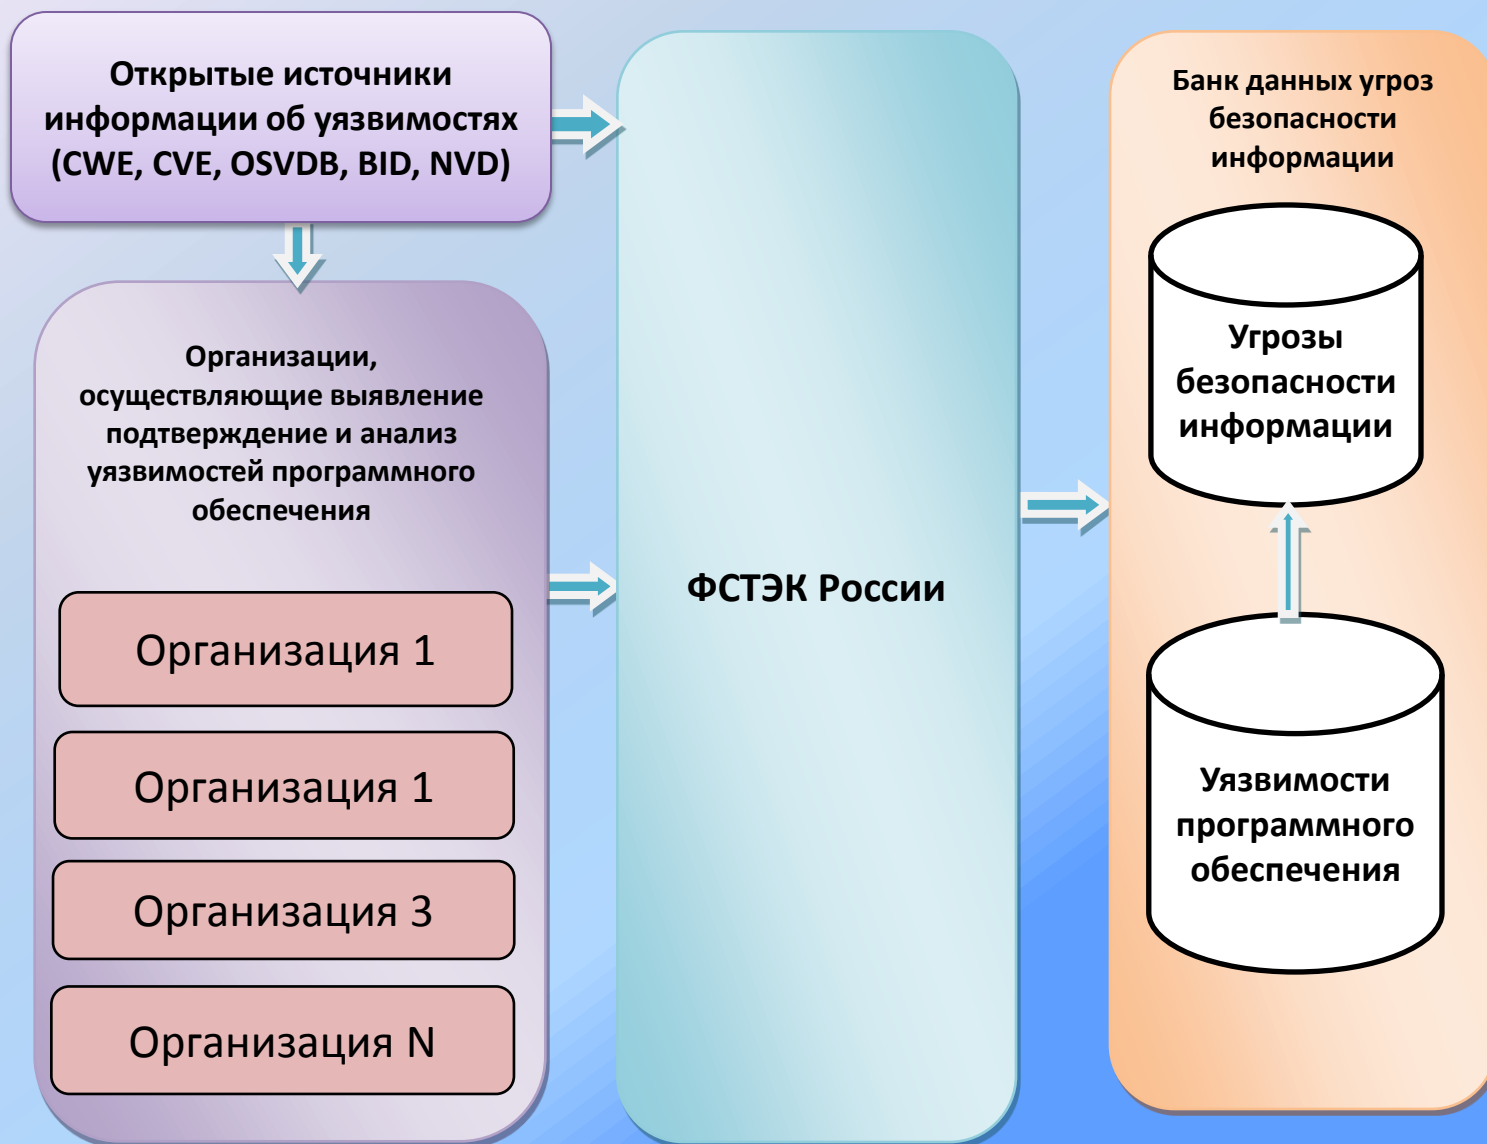 Открытые источники
информации об уязвимостях
(CWE, CVE, OSVDB, BID, NVD)
Организации,
осуществляющие выявление
подтверждение и анализ
уязвимостей программного
обеспечения
Организация 1
Организация 1
Организация 3
Организация N
ФСТЭК России
Банк данных угроз
безопасности
информации
Угрозы
безопасности
информации
Уязвимости
программного
обеспечения